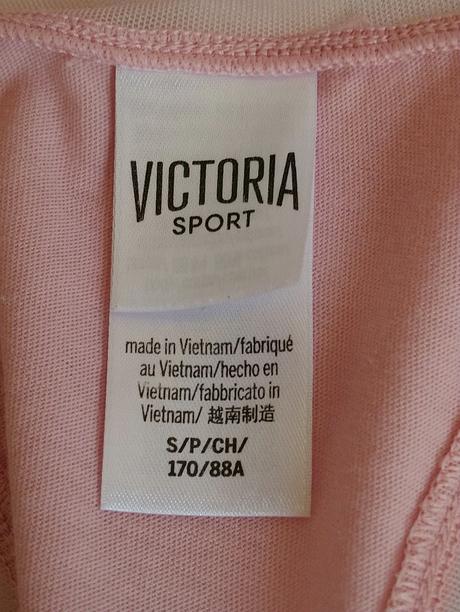 VICTORIA
SPORT
made in Vietnam/fabriqué
au Vietnam/hecho en
Vietnam/fabbricato in
Vietnam/ 越南制造
S/P/CH/
170/88A